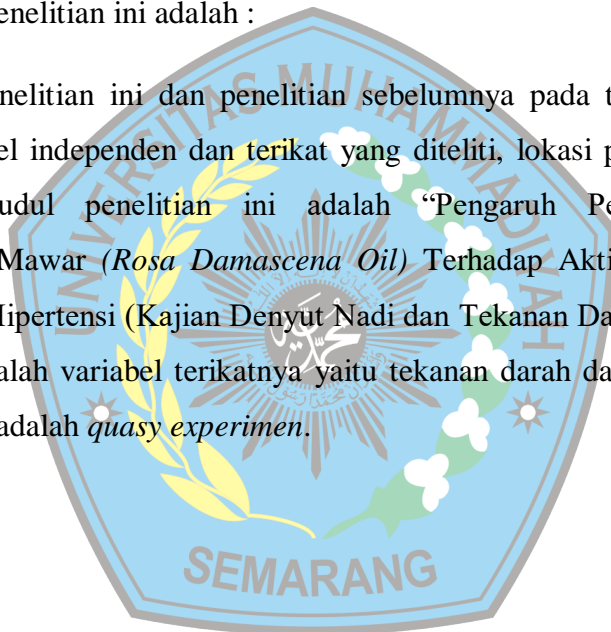 enelitian ini adalah :
nelitian ini dan penelitian sebelumnya pada t
el independen dan terikat yang diteliti, lokasi p
udul penelitian ini adalah “Pengaruh Pe
Mawar (Rosa Damascena Oil) Terhadap Akti
Hipertensi (Kajian Denyut Nadi dan Tekanan Da
alah variabel terikatnya yaitu tekanan darah da
adalah quasy experimen.
UNIVERSITAS MUHAMMADIYAH
SEMARANG